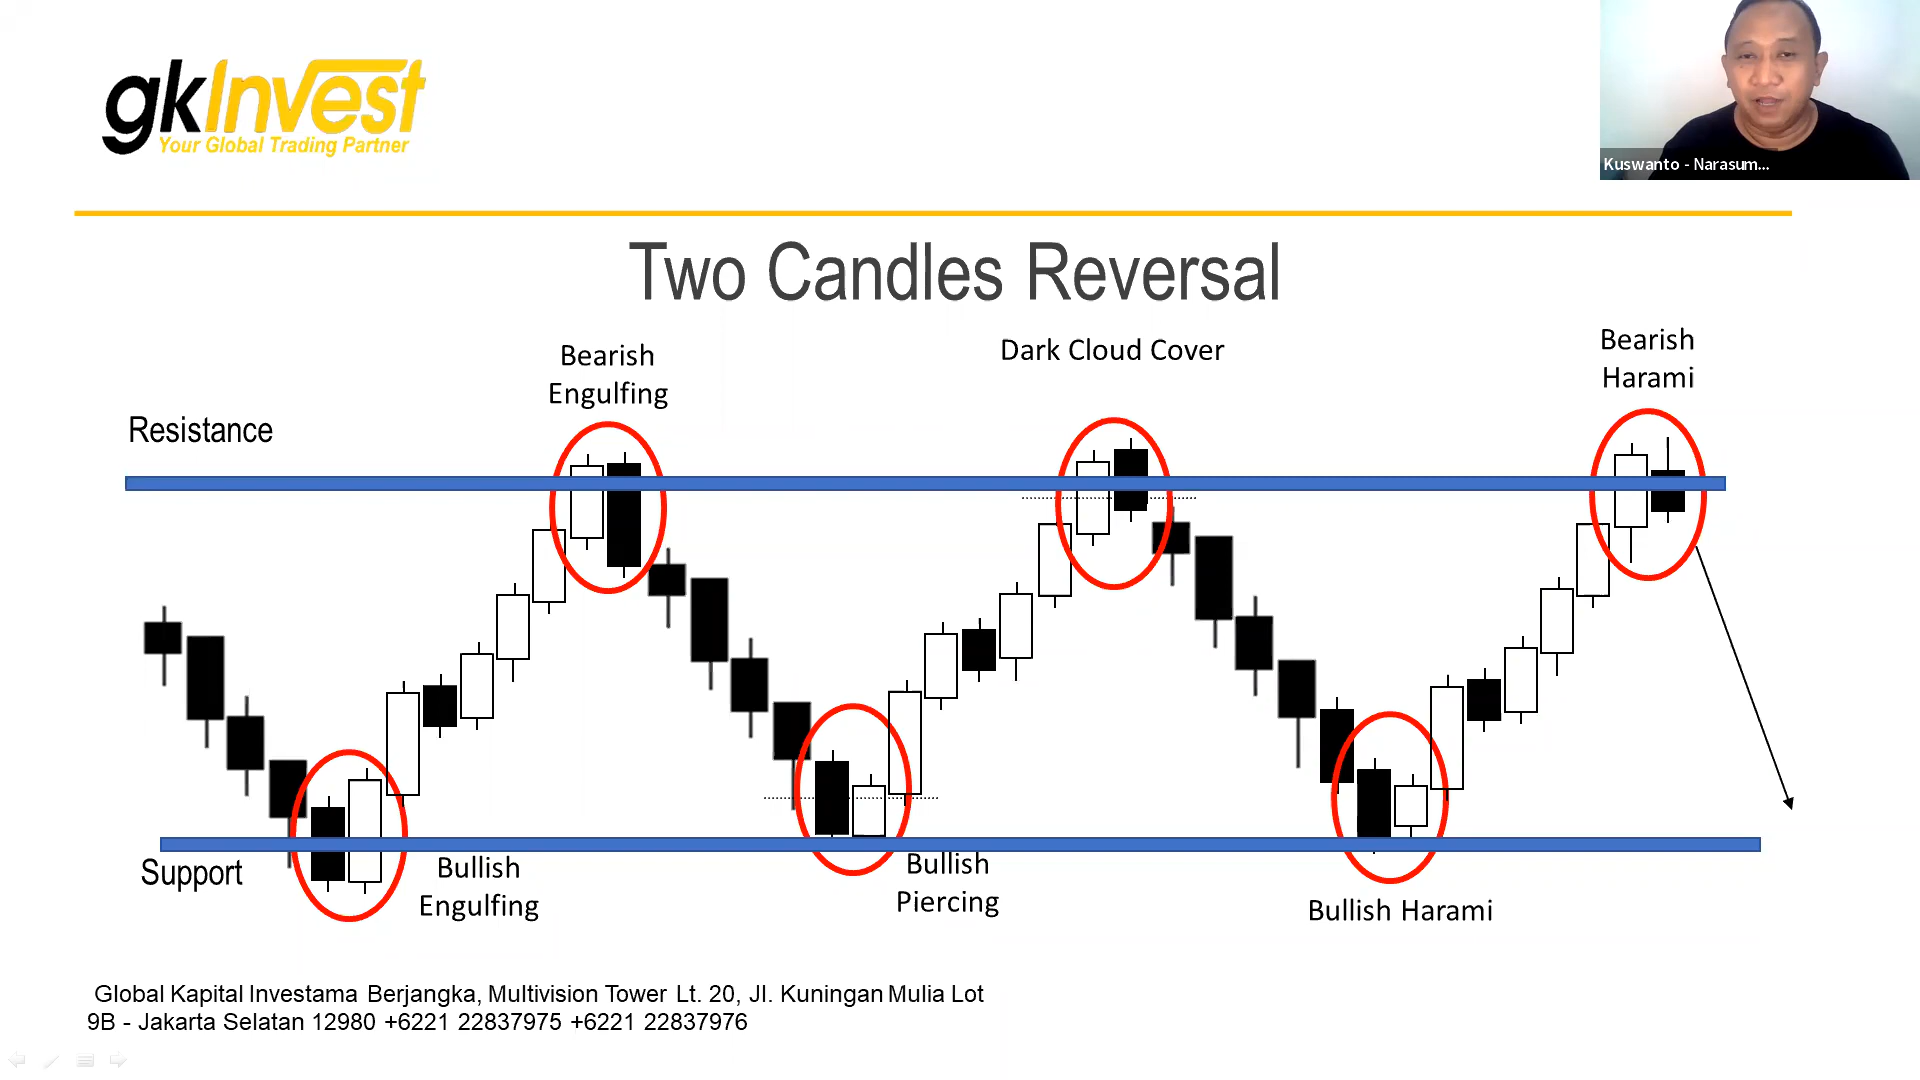 gkInvest
Your Global Trading Partner
Kuswanto - Narasum...
Two Candles Reversal
Bearish
Engulfing
Dark Cloud Cover
Bearish
Harami
Resistance
Support
Bullish
Engulfing
Bullish
Piercing
Bullish Harami
Global Kapital Investama Berjangka, Multivision Tower Lt. 20, Jl. Kuningan Mulia Lot
9B - Jakarta Selatan 12980 +6221 22837975 +6221 22837976